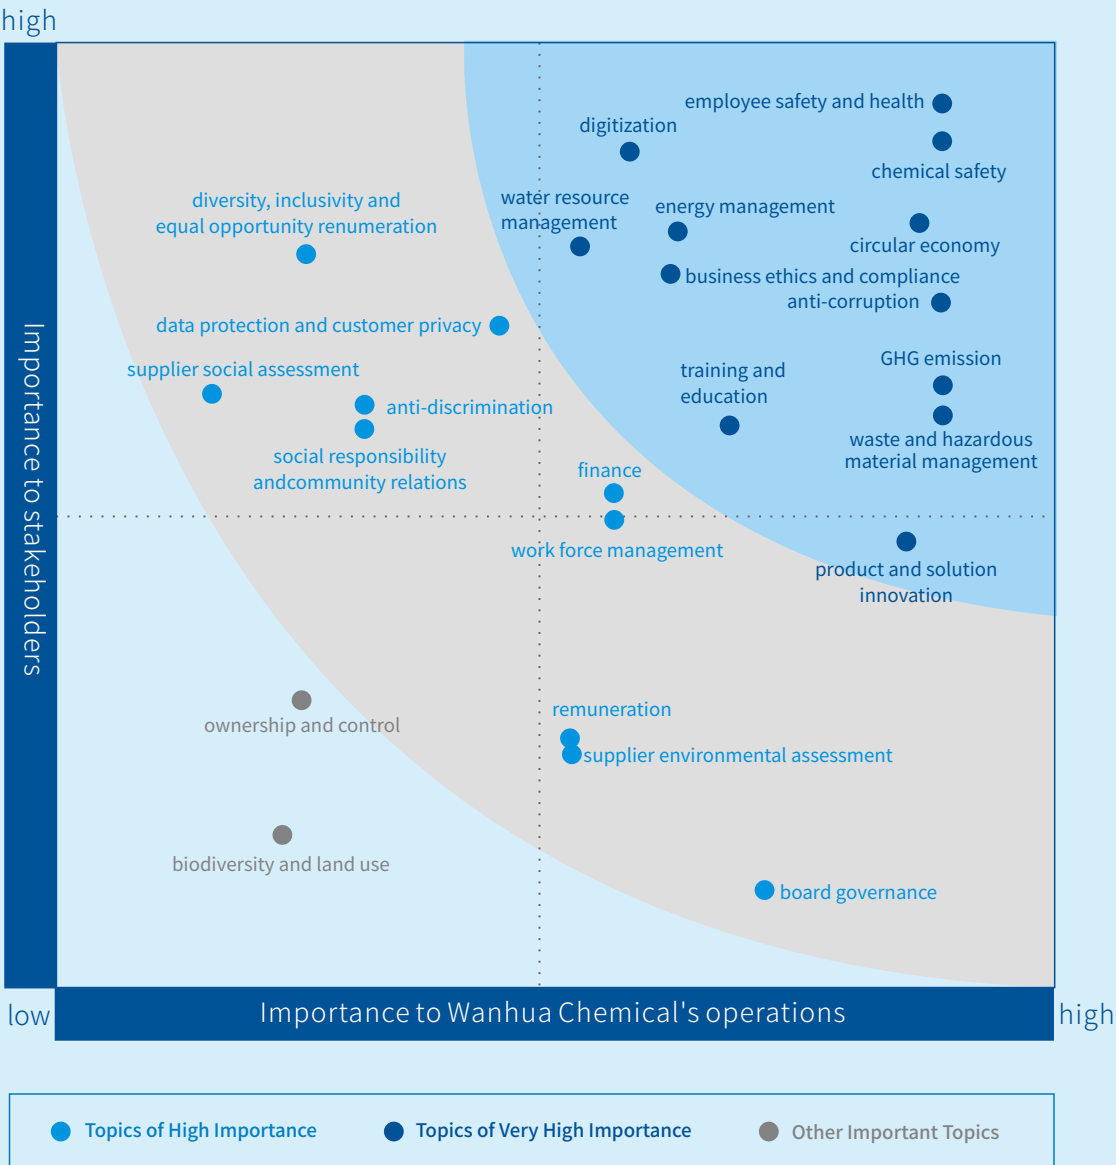 high
employee safety and health
digitization
chemical safety
diversity, inclusivity and
equal opportunity renumeration
water resource
management
energy management
circular economy
business ethics and compliance
anti-corruption
data protection and customer privacy
supplier social assessment
GHG emission
training and
education
anti-discrimination
waste and hazardous
material management
social responsibility
andcommunity relations
finance
work force management
product and solution
innovation
Importance to stakeholders
remuneration
ownership and control
supplier environmental assessment
biodiversity and land use
board governance
low
Importance to Wanhua Chemical's operations
high
Topics of High Importance
Topics of Very High Importance
Other Important Topics